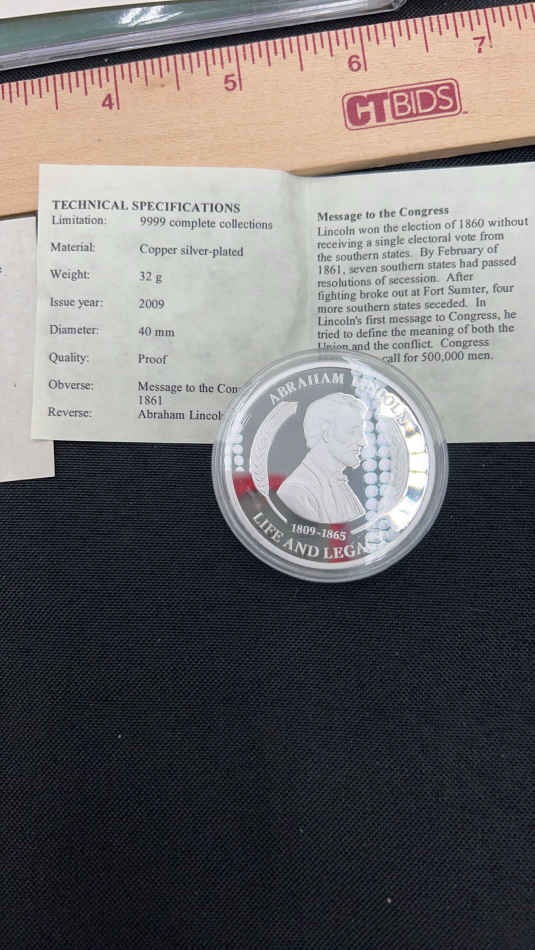 4 5 6 7
CTBIDS
TECHNICAL SPECIFICATIONS
Limitation: 9999 complete collections
Material: Copper silver-plated
Weight: 32 g
Issue year: 2009
Diameter: 40 mm
Quality: Proof
Obverse: Message to the Con
1861
Reverse: Abraham Lincol
Message to the Congress
Lincoln won the election of 1860 without
receiving a single electoral vote from
the southern states. By February of
1861, seven southern states had passed
resolutions of secession. After
fighting broke out at Fort Sumter, four
more southern states seceded. In
Lincoln's first message to Congress, he
tried to define the meaning of both the
Union and the conflict. Congress
call for 500,000 men.
ABRAHAM LINCOLN
1809-1865
LIFE AND LEGA